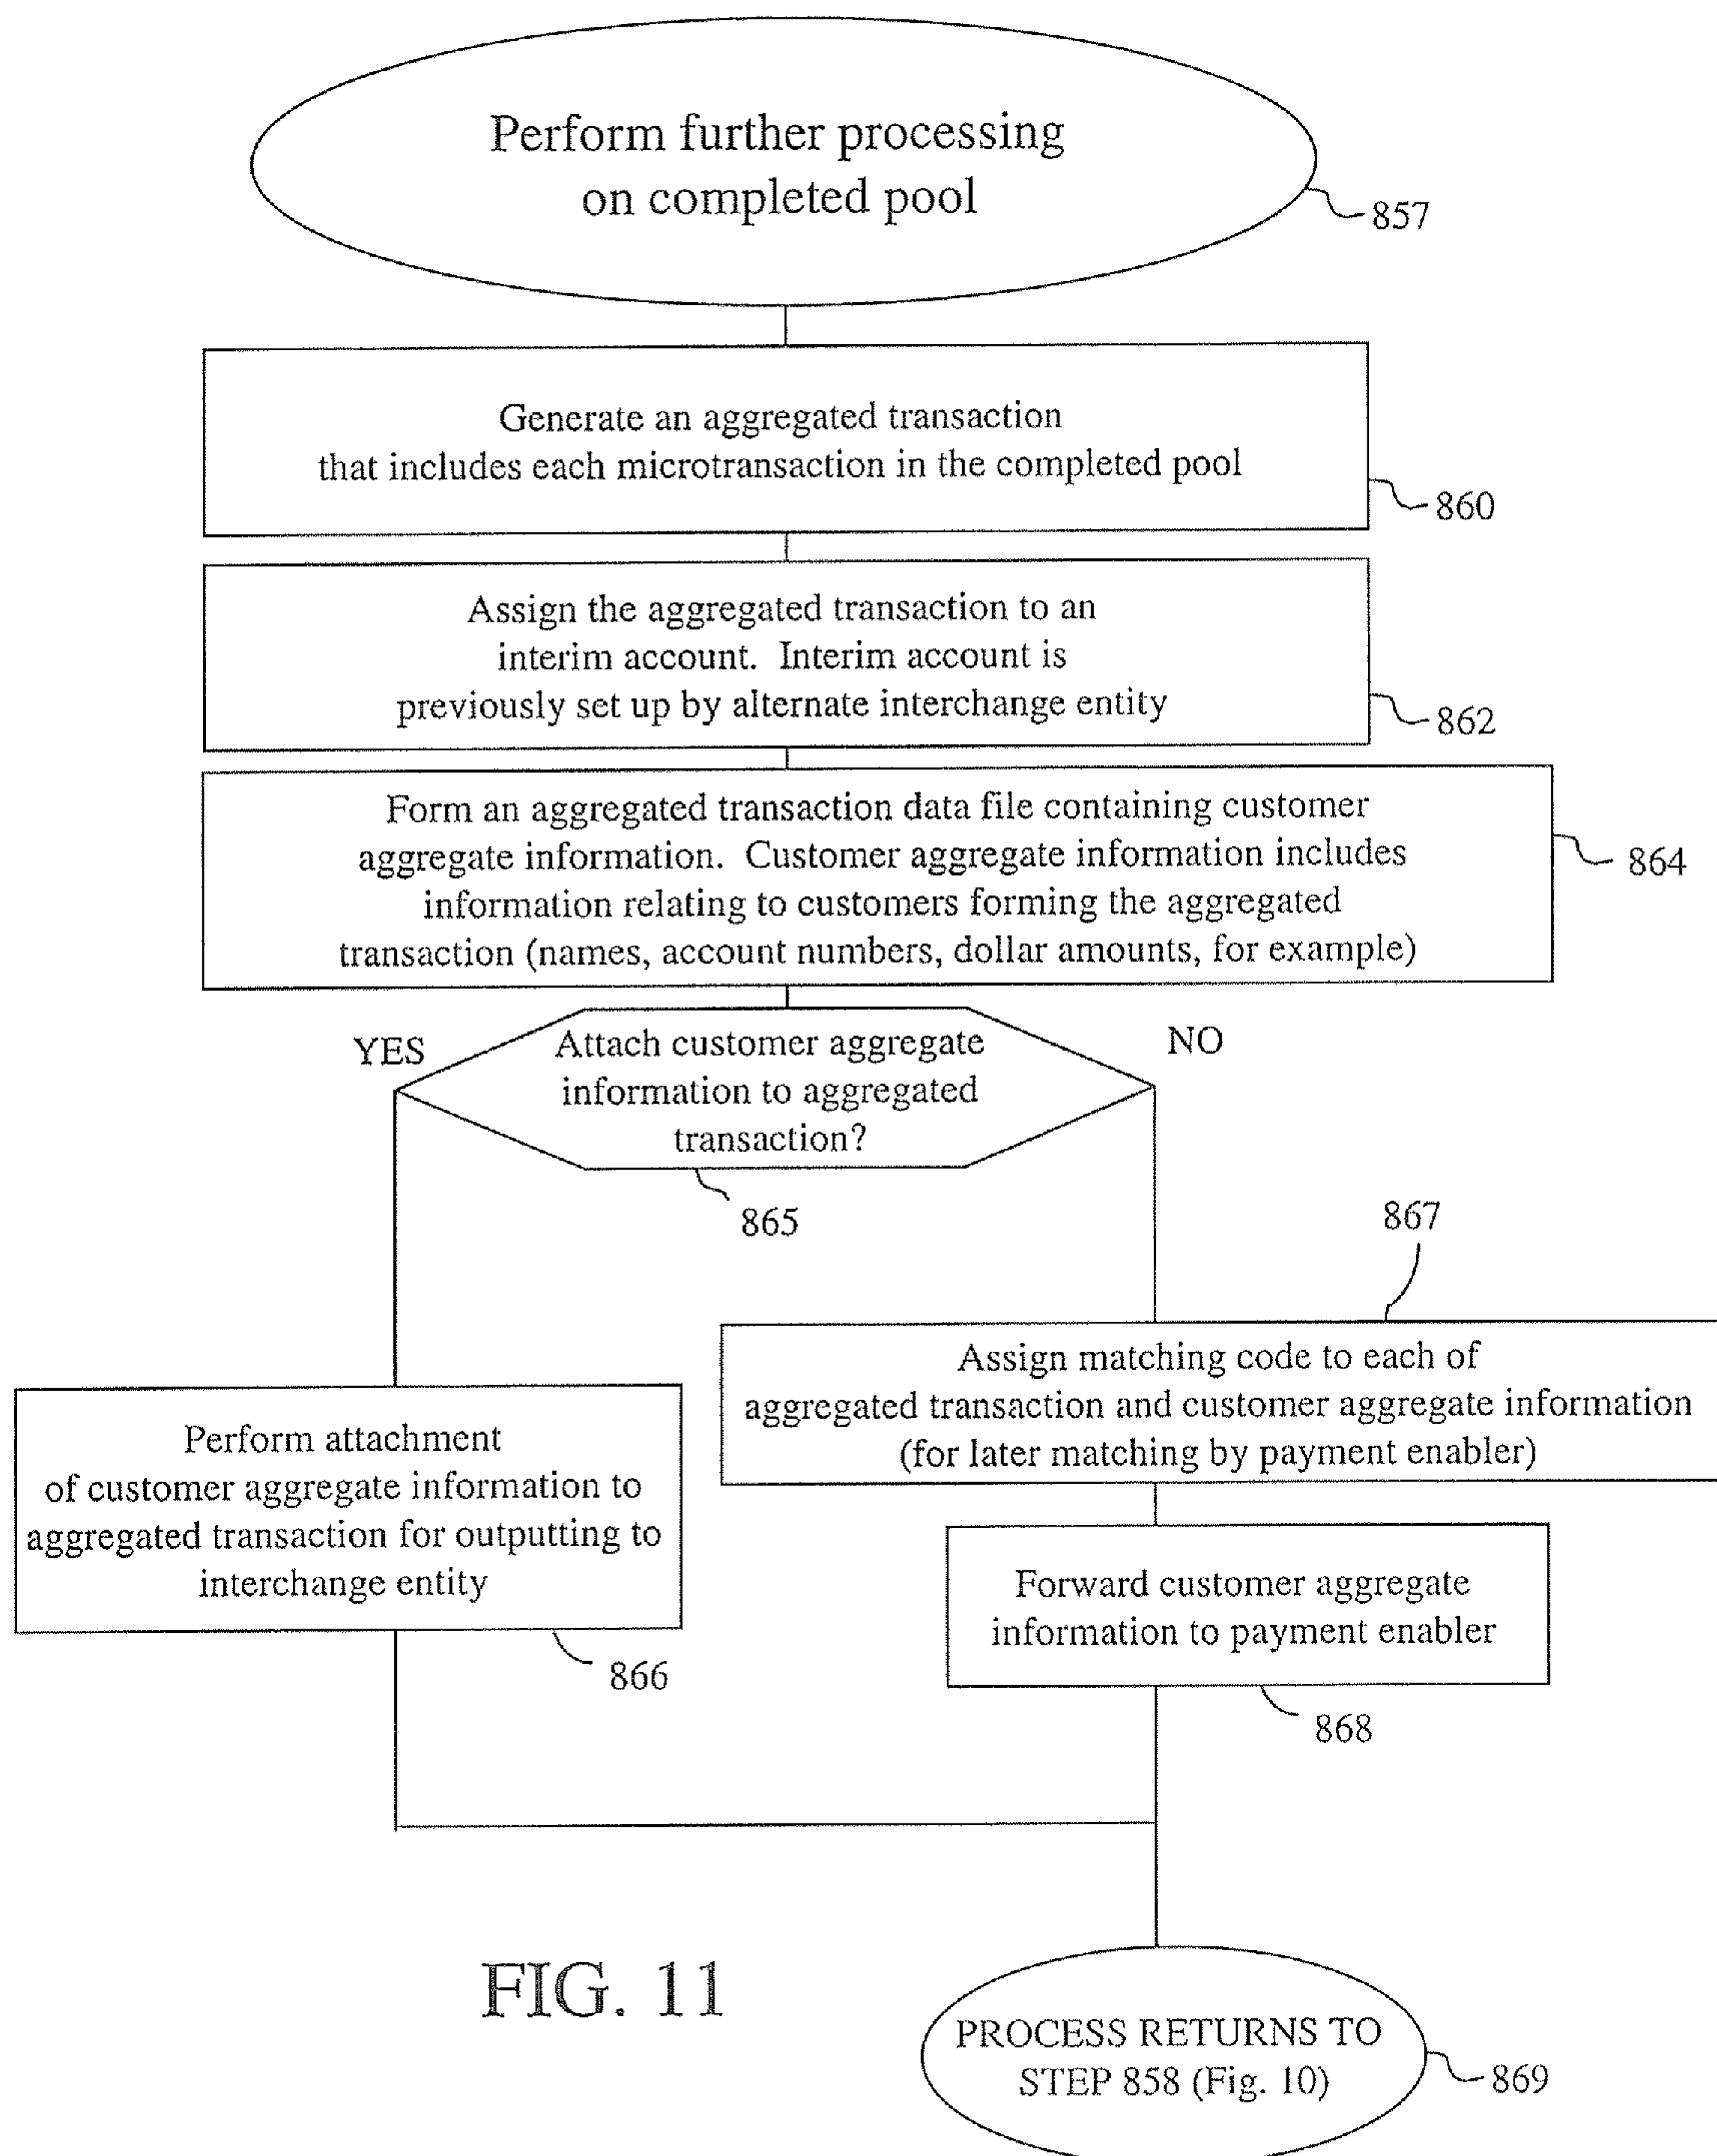 Perform further processing
on completed pool
857
Generate an aggregated transaction
that includes each microtransaction in the completed pool
860
Assign the aggregated transaction to an
interim account. Interim account is
previously set up by alternate interchange entity
862
Form an aggregated transaction data file containing customer
aggregate information. Customer aggregate information includes
information relating to customers forming the aggregated
transaction (names, account numbers, dollar amounts, for example)
864
YES
Attach customer aggregate
information to aggregated
transaction?
NO
865
867
Assign matching code to each of
aggregated transaction and customer aggregate information
(for later matching by payment enabler)
Perform attachment
of customer aggregate information to
aggregated transaction for outputting to
interchange entity
866
Forward customer aggregate
information to payment enabler
868
FIG. 11
PROCESS RETURNS TO
STEP 858 (Fig. 10)
869